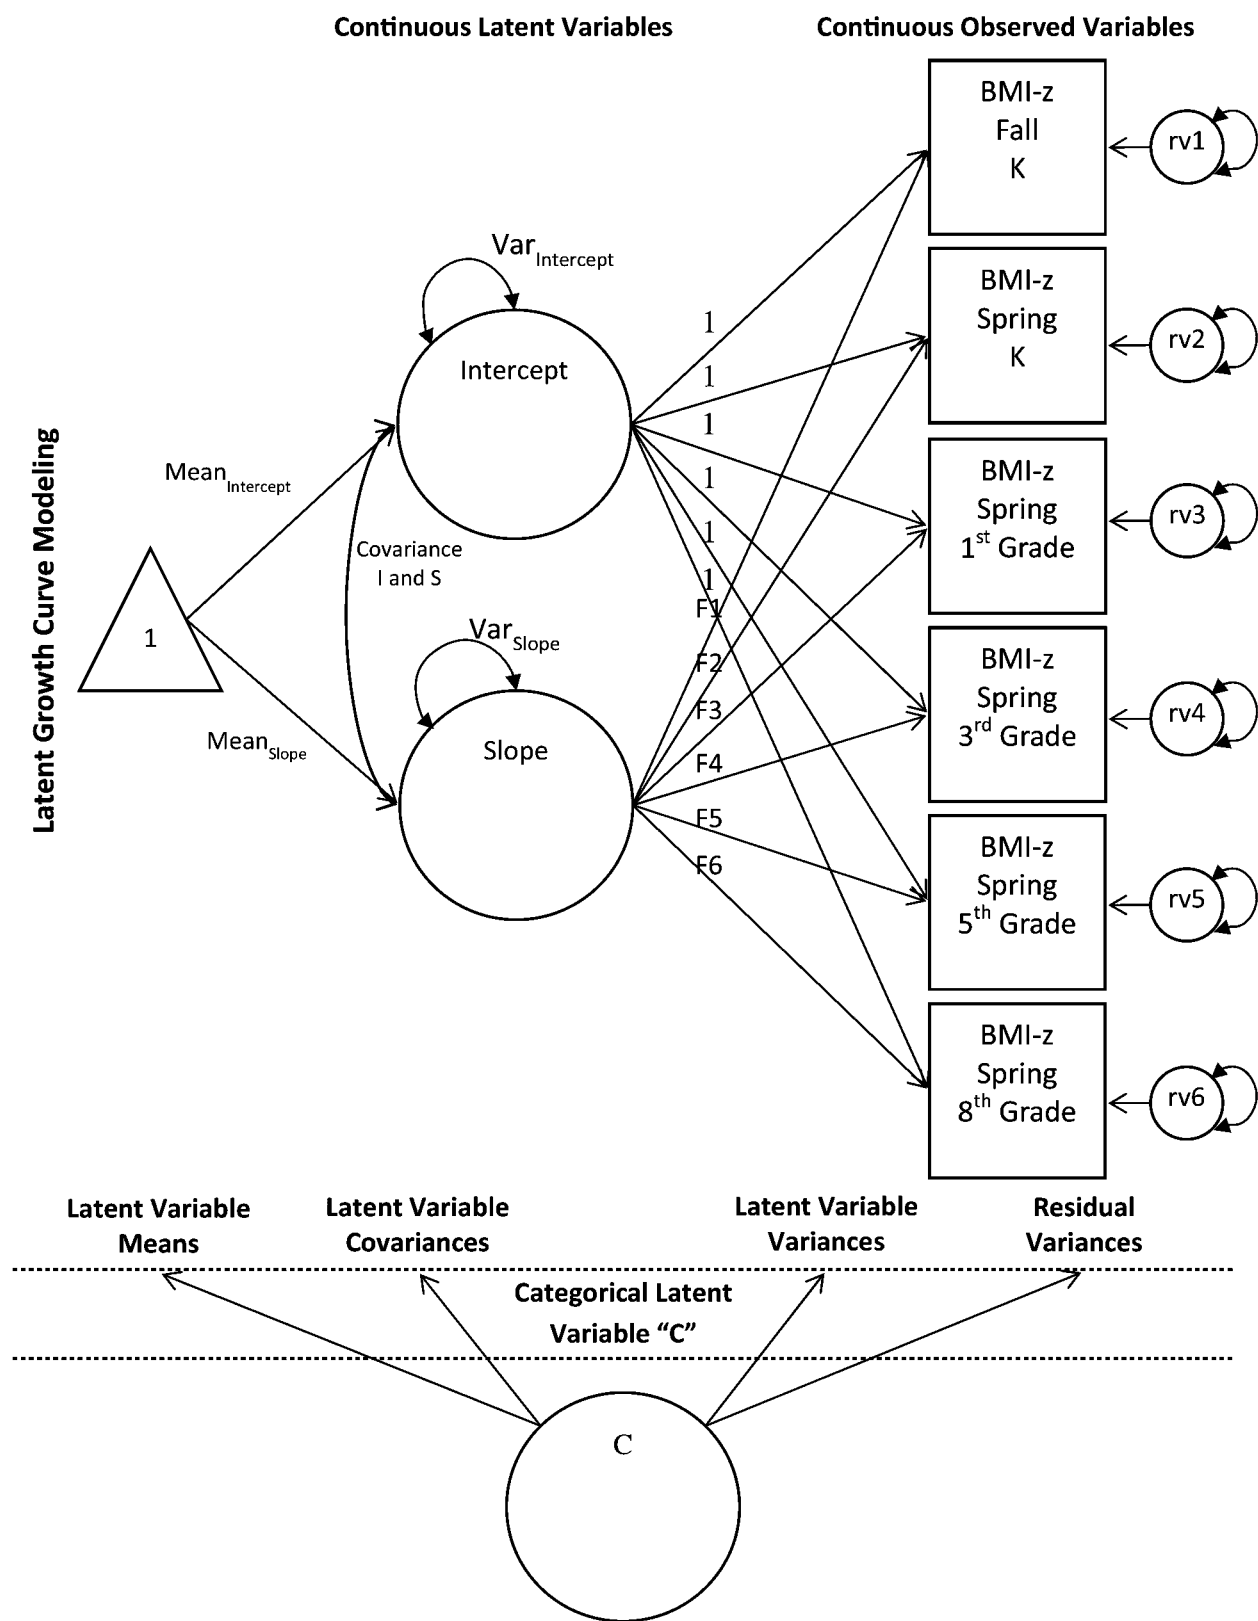 Continuous Latent Variables
Continuous Observed Variables
BMI-z
Fall
K
rv1
Var Intercept
BMI-z
Spring
K
rv2
Intercept
1
1
1
1
1
1
Latent Growth Curve Modeling
Mean Intercept
BMI-z
Spring
1st Grade
rv3
Covariance
I and S
1
F1
F2
F3
F4
F5
F6
Var Slope
BMI-z
Spring
3rd Grade
rv4
Mean Slope
Slope
BMI-z
Spring
5th Grade
rv5
BMI-z
Spring
8th Grade
rv6
Latent Variable
Means
Latent Variable
Covariances
Latent Variable
Variances
Residual
Variances
Categorical Latent
Variable “C”
C